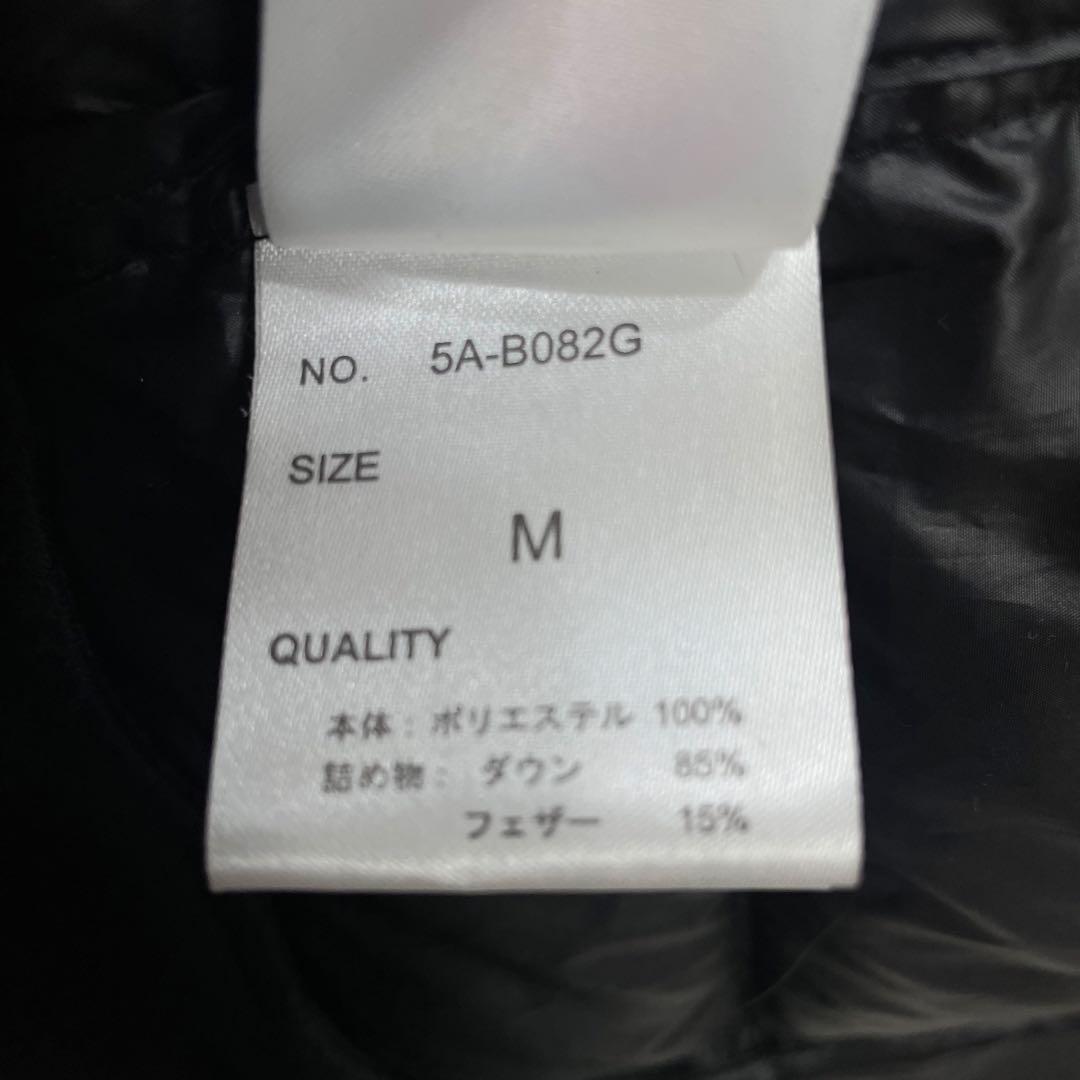 NO. 5A-B082G
SIZE
M
QUALITY
本体: ポリエステル 100%
詰め物: ダウン 85%
フェザー 15%